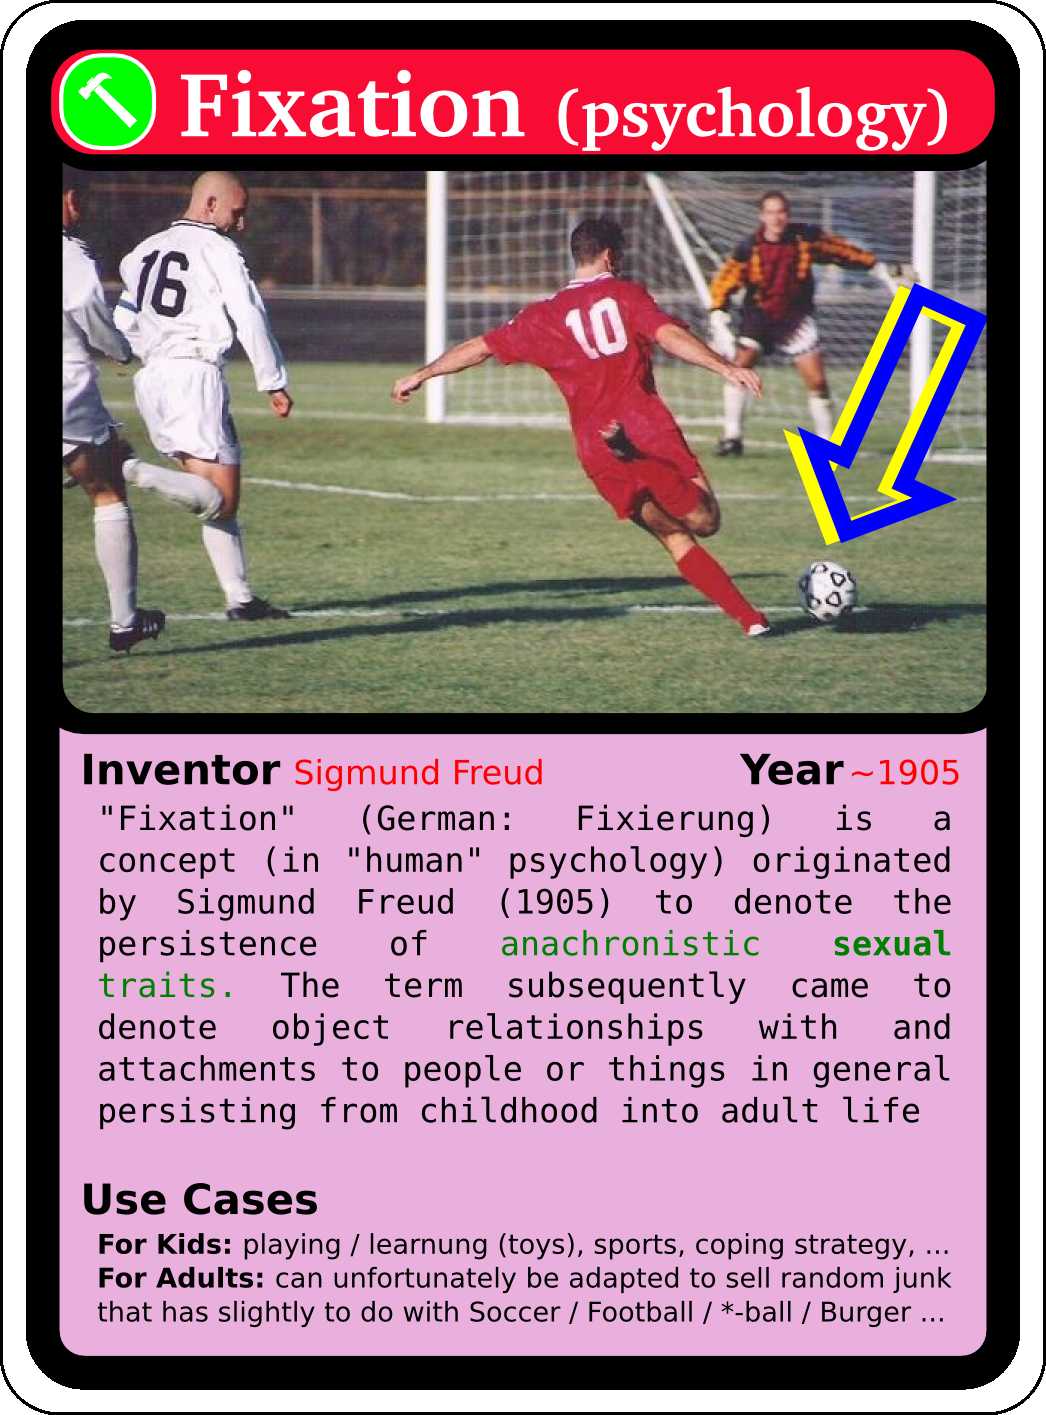 Fixation (psychology)
16
10
Inventor Sigmund Freud Year ~1905
"Fixation" (German: Fixierung) is a
concept (in "human" psychology) originated
by Sigmund Freud (1905) to denote the
persistence of anachronistic sexual
traits. The term subsequently came to
denote object relationships with and
attachments to people or things in general
persisting from childhood into adult life
Use Cases
For Kids: playing / learnung (toys), sports, coping strategy, ...
For Adults: can unfortunately be adapted to sell random junk
that has slightly to do with Soccer / Football / *-ball / Burger ...